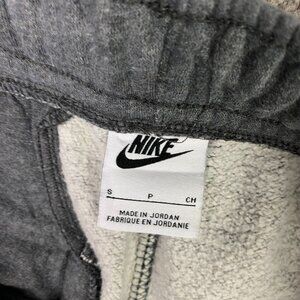 NIKE
S P CH
MADE IN JORDAN
FABRIQUE EN JORDANIE